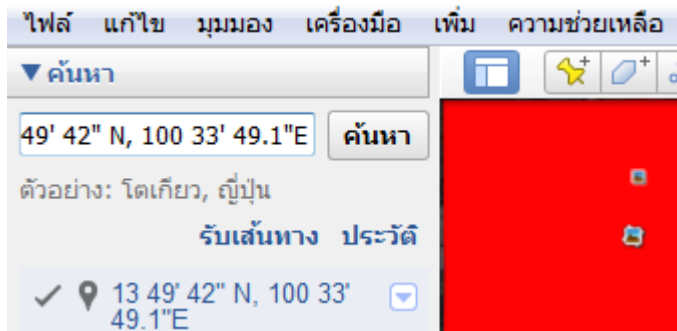 ไฟล์ แก้ไข มุมมอง เครื่องมือ เพิ่ม ความช่วยเหลือ
ค้นหา
49' 42" N, 100 33' 49.1"E ค้นหา
ตัวอย่าง: โตเกียว, ญี่ปุ่น
รับเส้นทาง ประวัติ
13 49' 42" N, 100 33'
49.1"E